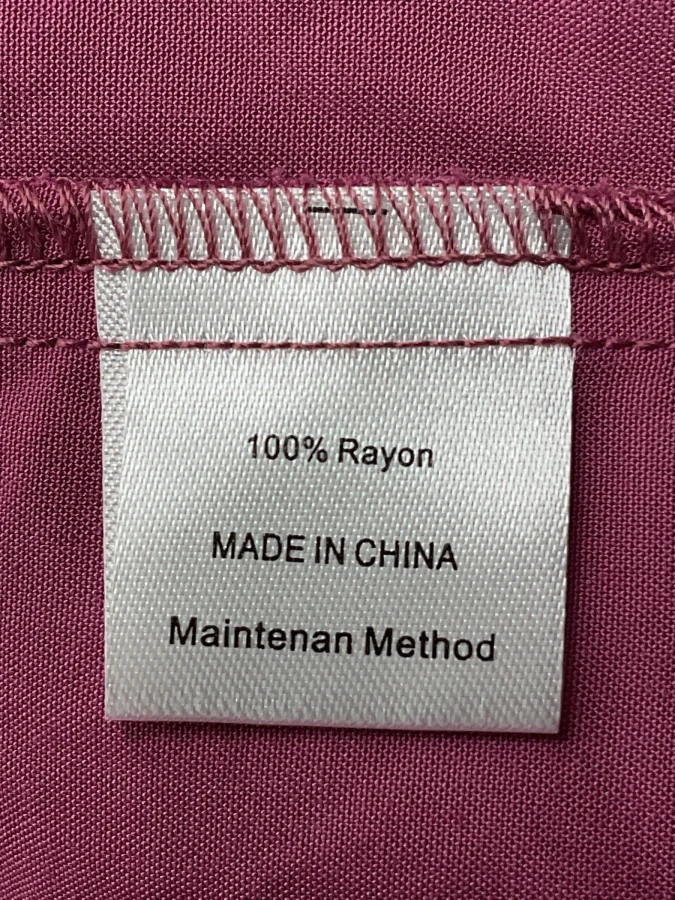 100% Rayon
MADE IN CHINA
Maintenan Method